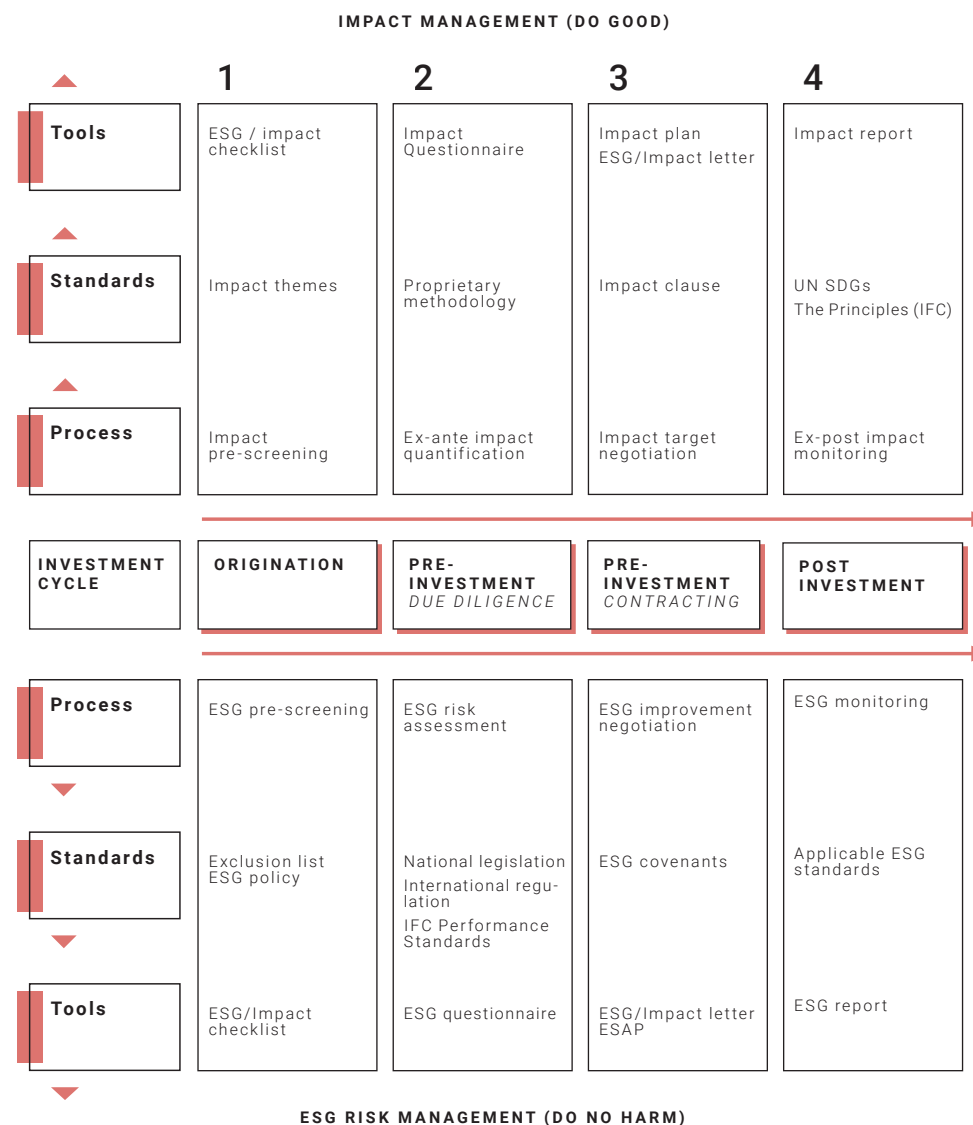 IMPACT MANAGEMENT (DO GOOD)
1
2
3
4
Tools
ESG / impact
checklist
Impact
Questionnaire
Impact plan
ESG/Impact letter
Impact report
Standards
Impact themes
Proprietary
methodology
Impact clause
UN SDGs
The Principles (IFC)
Process
Impact
pre-screening
Ex-ante impact
quantification
Impact target
negotiation
Ex-post impact
monitoring
INVESTMENT
CYCLE
ORIGINATION
PRE-
INVESTMENT
DUE DILIGENCE
PRE-
INVESTMENT
CONTRACTING
POST
INVESTMENT
Process
ESG pre-screening
ESG risk
assessment
ESG improvement
negotiation
ESG monitoring
Standards
Exclusion list
ESG policy
National legislation
International regu-
lation
IFC Performance
Standards
ESG covenants
Applicable ESG
standards
Tools
ESG/Impact
checklist
ESG questionnaire
ESG/Impact letter
ESAP
ESG report
ESG RISK MANAGEMENT (DO NO HARM)